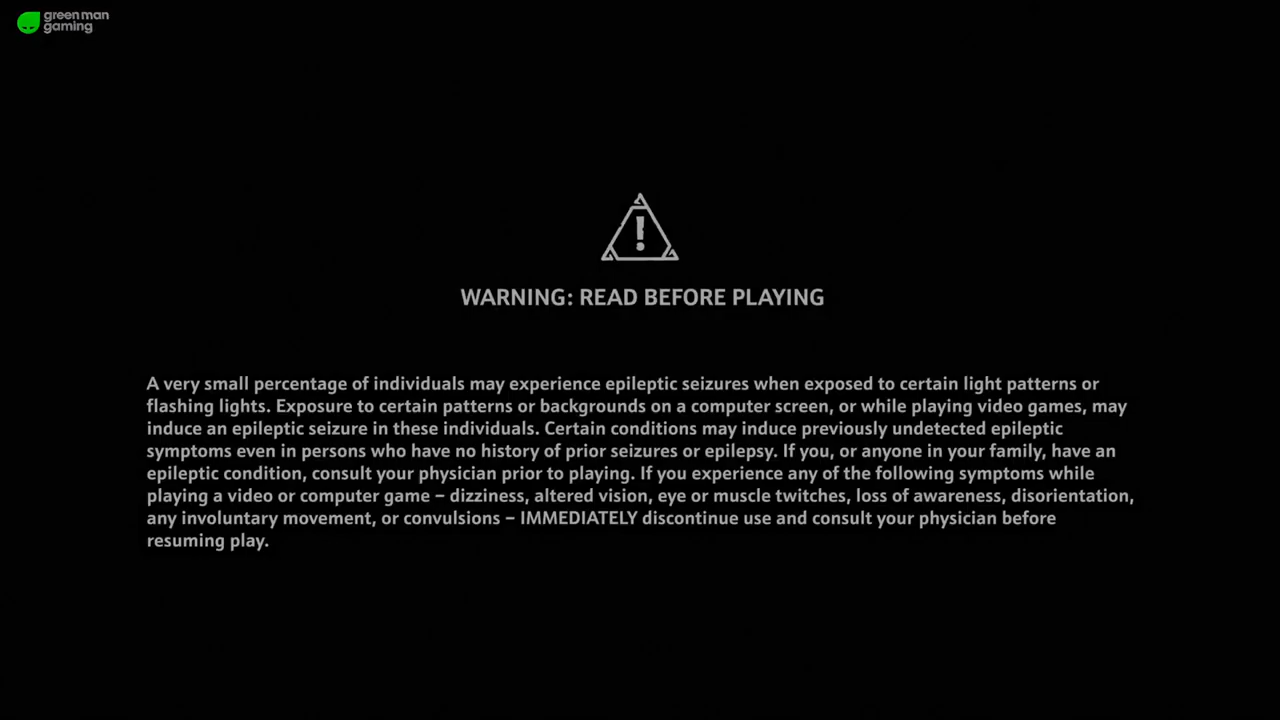 green man
gaming
!
WARNING: READ BEFORE PLAYING
A very small percentage of individuals may experience epileptic seizures when exposed to certain light patterns or
flashing lights. Exposure to certain patterns or backgrounds on a computer screen, or while playing video games, may
induce an epileptic seizure in these individuals. Certain conditions may induce previously undetected epileptic
symptoms even in persons who have no history of prior seizures or epilepsy. If you, or anyone in your family, have an
epileptic condition, consult your physician prior to playing. If you experience any of the following symptoms while
playing a video or computer game – dizziness, altered vision, eye or muscle twitches, loss of awareness, disorientation,
any involuntary movement, or convulsions – IMMEDIATELY discontinue use and consult your physician before
resuming play.